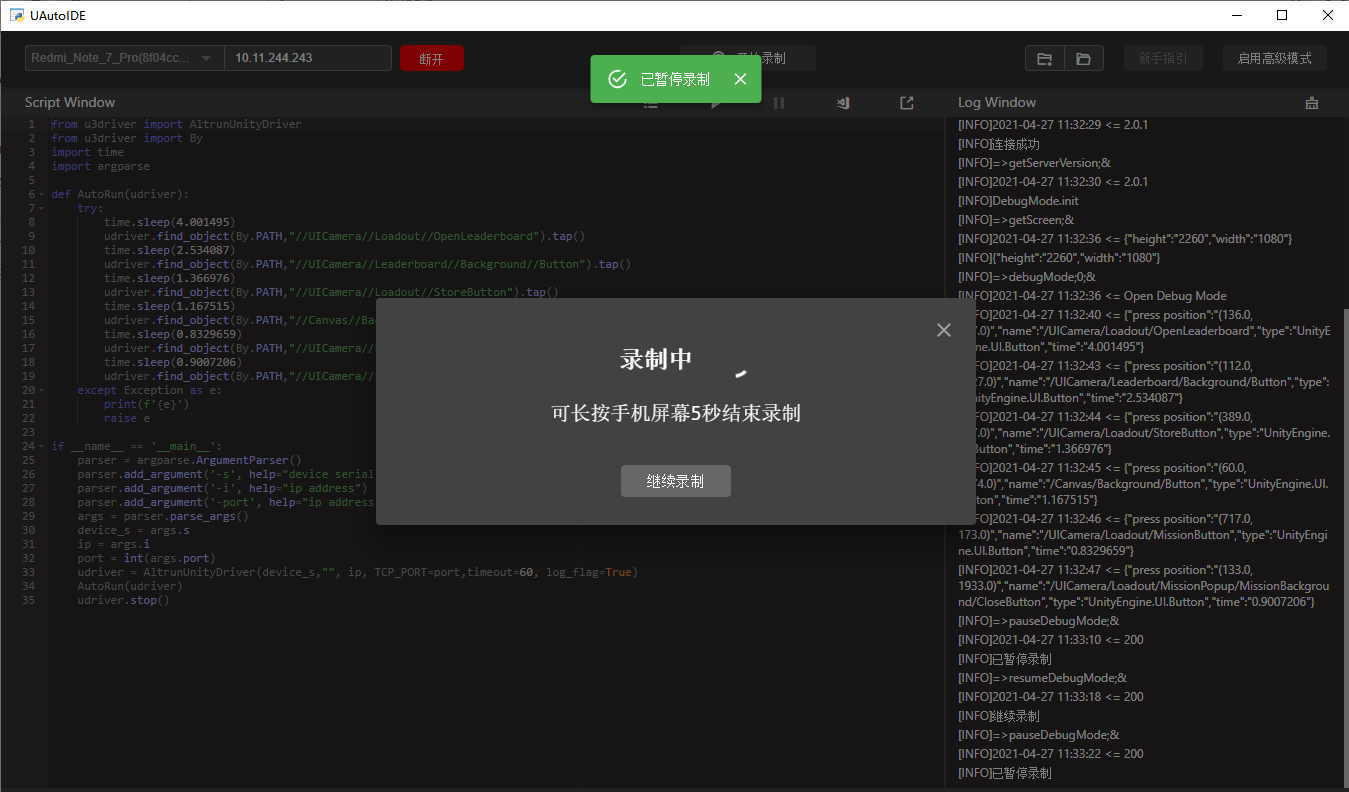 UAutoIDE
Redmi_Note_7_Pro(8f04cc...
10.11.244.243
断开
录制
新手指引
启用高级模式
已暂停录制
Script Window
Log Window
1 from u3driver import AltrunUnityDriver
2 from u3driver import By
3 import time
4 import argparse
5
6 def AutoRun(udriver):
7 try:
8 time.sleep(4.001495)
9 udriver.find_object(By.PATH,"//UICamera//Loadout//OpenLeaderboard").tap()
10 time.sleep(2.534087)
11 udriver.find_object(By.PATH,"//UICamera//Leaderboard//Background//Button").tap()
12 time.sleep(1.366976)
13 udriver.find_object(By.PATH,"//UICamera//Loadout//StoreButton").tap()
14 time.sleep(1.167515)
15 udriver.find_object(By.PATH,"//Canvas//Ba
16 time.sleep(0.8329659)
17 udriver.find_object(By.PATH,"//UICamera//
18 time.sleep(0.9007206)
19 udriver.find_object(By.PATH,"//UICamera//
20 except Exception as e:
21 print(f'{e}')
22 raise e
23
24 if __name__ == '__main__':
25 parser = argparse.ArgumentParser()
26 parser.add_argument('-s', help="device serial
27 parser.add_argument('-i', help="ip address")
28 parser.add_argument('-port', help="ip address
29 args = parser.parse_args()
30 device_s = args.s
31 ip = args.i
32 port = int(args.port)
33 udriver = AltrunUnityDriver(device_s,"", ip, TCP_PORT=port,timeout=60, log_flag=True)
34 AutoRun(udriver)
35 udriver.stop()
录制中
可长按手机屏幕5秒结束录制
继续录制
[INFO]2021-04-27 11:32:29 <= 2.0.1
[INFO]连接成功
[INFO]=>getServerVersion;&
[INFO]2021-04-27 11:32:30 <= 2.0.1
[INFO]DebugMode.init
[INFO]=>getScreen;&
[INFO]2021-04-27 11:32:36 <= {"height":"2260","width":"1080"}
[INFO]{"height":"2260","width":"1080"}
[INFO]=>debugMode;0;&
[INFO]2021-04-27 11:32:36 <= Open Debug Mode
FO]2021-04-27 11:32:40 <= {"press position":"(136.0,
.0)","name":"/UICamera/Loadout/OpenLeaderboard","type":"UnityE
ne.UI.Button","time":"4.001495"}
FO]2021-04-27 11:32:43 <= {"press position":"(112.0,
27.0)","name":"/UICamera/Leaderboard/Background/Button","type":
nityEngine.UI.Button","time":"2.534087"}
FO]2021-04-27 11:32:44 <= {"press position":"(389.0,
.0)","name":"/UICamera/Loadout/StoreButton","type":"UnityEngine.
Button","time":"1.366976"}
FO]2021-04-27 11:32:45 <= {"press position":"(60.0,
4.0)","name":"/Canvas/Background/Button","type":"UnityEngine.UI.
ton","time":"1.167515"}
FO]2021-04-27 11:32:46 <= {"press position":"(717.0,
173.0)","name":"/UICamera/Loadout/MissionButton","type":"UnityEngi
ne.UI.Button","time":"0.8329659"}
[INFO]2021-04-27 11:32:47 <= {"press position":"(133.0,
1933.0)","name":"/UICamera/Loadout/MissionPopup/MissionBackgrou
nd/CloseButton","type":"UnityEngine.UI.Button","time":"0.9007206"}
[INFO]=>pauseDebugMode;&
[INFO]2021-04-27 11:33:10 <= 200
[INFO]已暂停录制
[INFO]=>resumeDebugMode;&
[INFO]2021-04-27 11:33:18 <= 200
[INFO]继续录制
[INFO]=>pauseDebugMode;&
[INFO]2021-04-27 11:33:22 <= 200
[INFO]已暂停录制